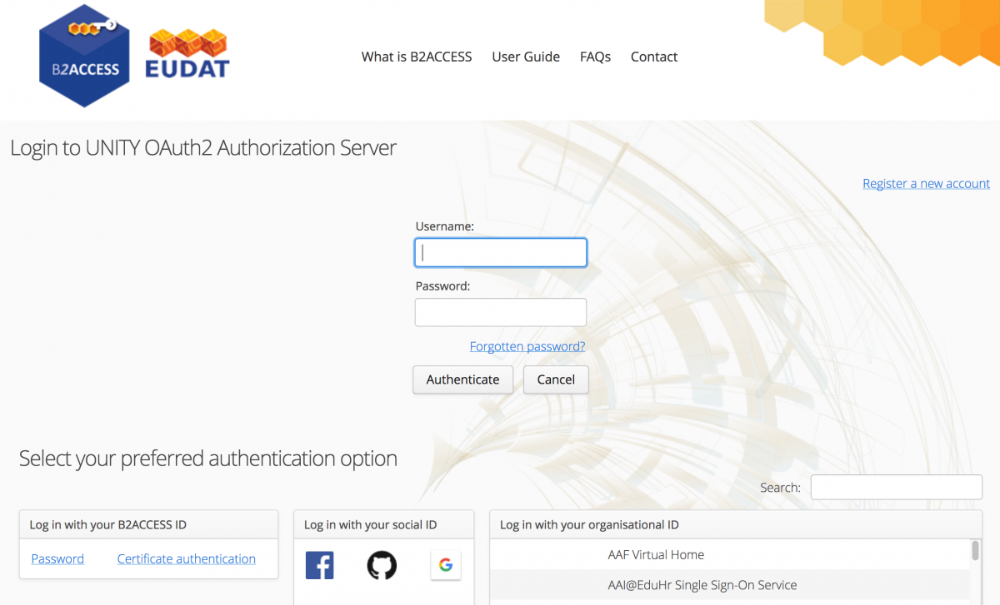 B2ACCESS
EUDAT
What is B2ACCESS User Guide FAQs Contact
Login to UNITY OAuth2 Authorization Server
Register a new account
Username:
Password:
Forgotten password?
Authenticate Cancel
Select your preferred authentication option
Search:
Log in with your B2ACCESS ID
Password Certificate authentication
Log in with your social ID
f
G
Log in with your organisational ID
AAF Virtual Home
AAI@EduHr Single Sign-On Service